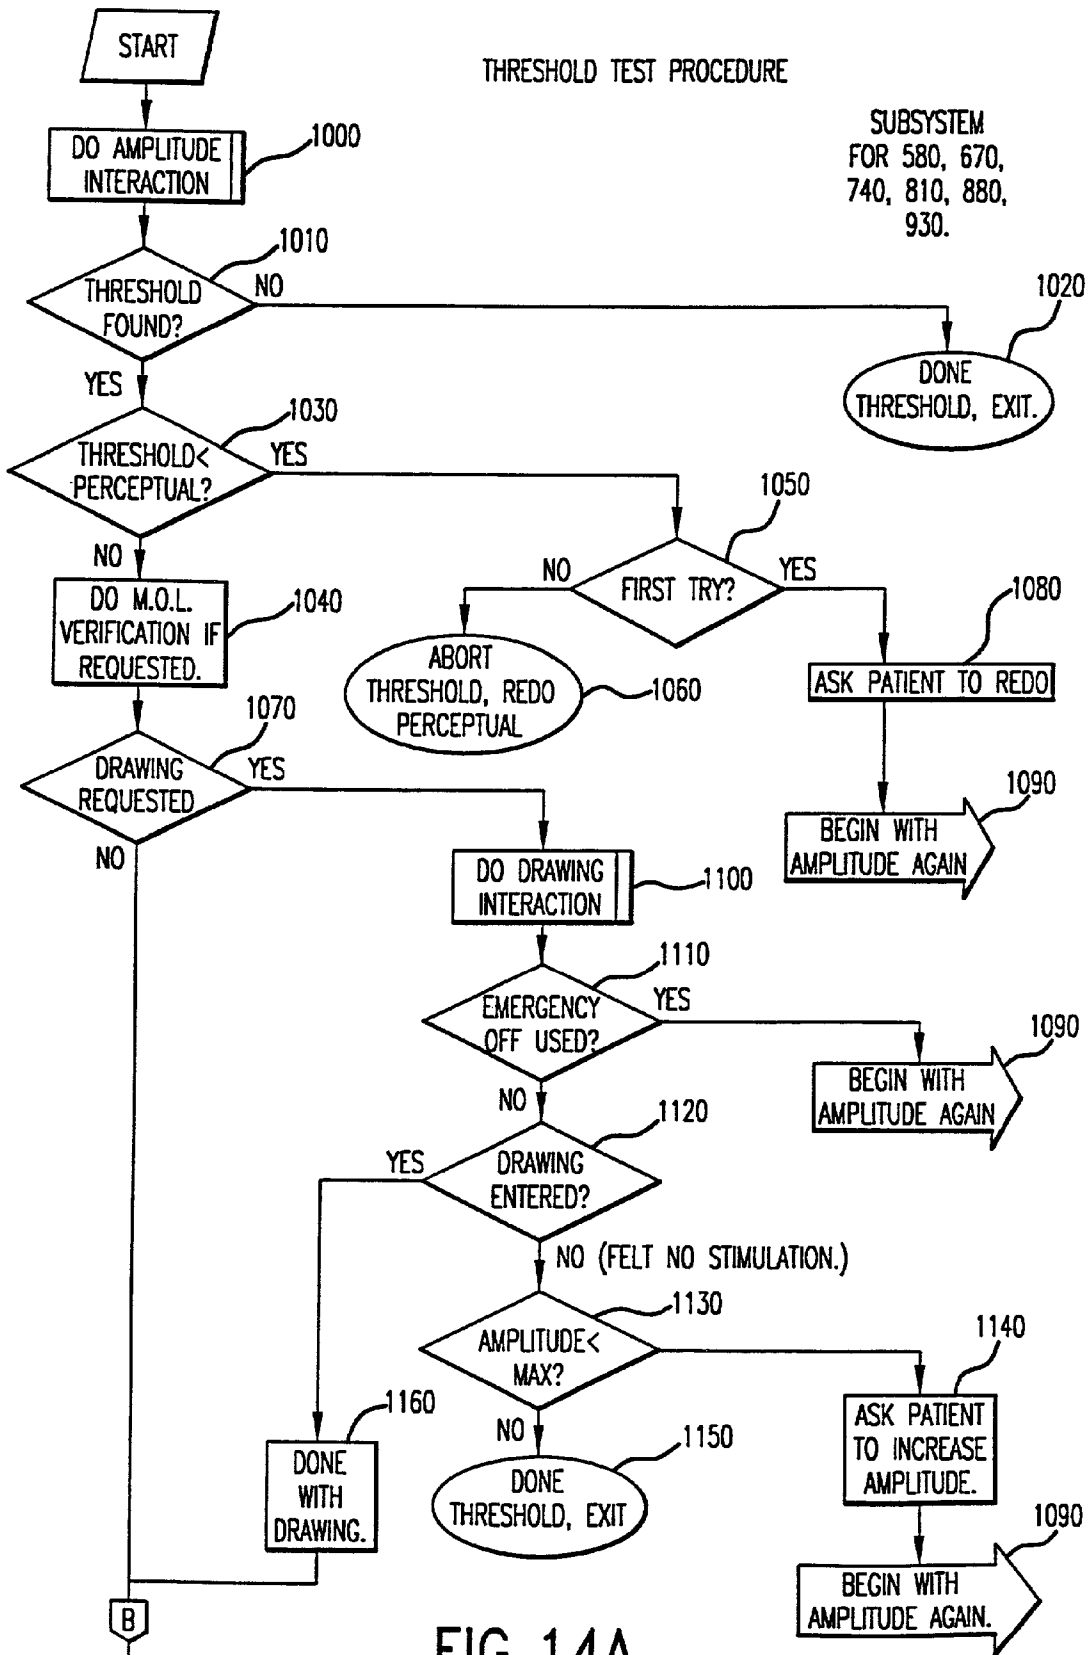 START
THRESHOLD TEST PROCEDURE
SUBSYSTEM
FOR 580, 670,
740, 810, 880,
930.
DO AMPLITUDE
INTERACTION
1000
THRESHOLD
FOUND?
1010
NO
YES
1020
DONE
THRESHOLD, EXIT.
THRESHOLD<
PERCEPTUAL?
1030
YES
NO
1050
FIRST TRY?
NO
YES
DO M.O.L.
VERIFICATION IF
REQUESTED.
1040
ABORT
THRESHOLD, REDO
PERCEPTUAL
1060
1080
ASK PATIENT TO REDO
1070
DRAWING
REQUESTED
YES
NO
1090
BEGIN WITH
AMPLITUDE AGAIN
DO DRAWING
INTERACTION
1100
1110
EMERGENCY
OFF USED?
YES
NO
1090
BEGIN WITH
AMPLITUDE AGAIN
1120
DRAWING
ENTERED?
YES
NO (FELT NO STIMULATION.)
1130
AMPLITUDE<
MAX?
NO
1140
ASK PATIENT
TO INCREASE
AMPLITUDE.
1150
DONE
THRESHOLD, EXIT
1160
DONE
WITH
DRAWING.
1090
BEGIN WITH
AMPLITUDE AGAIN.
B
FIG. 14A